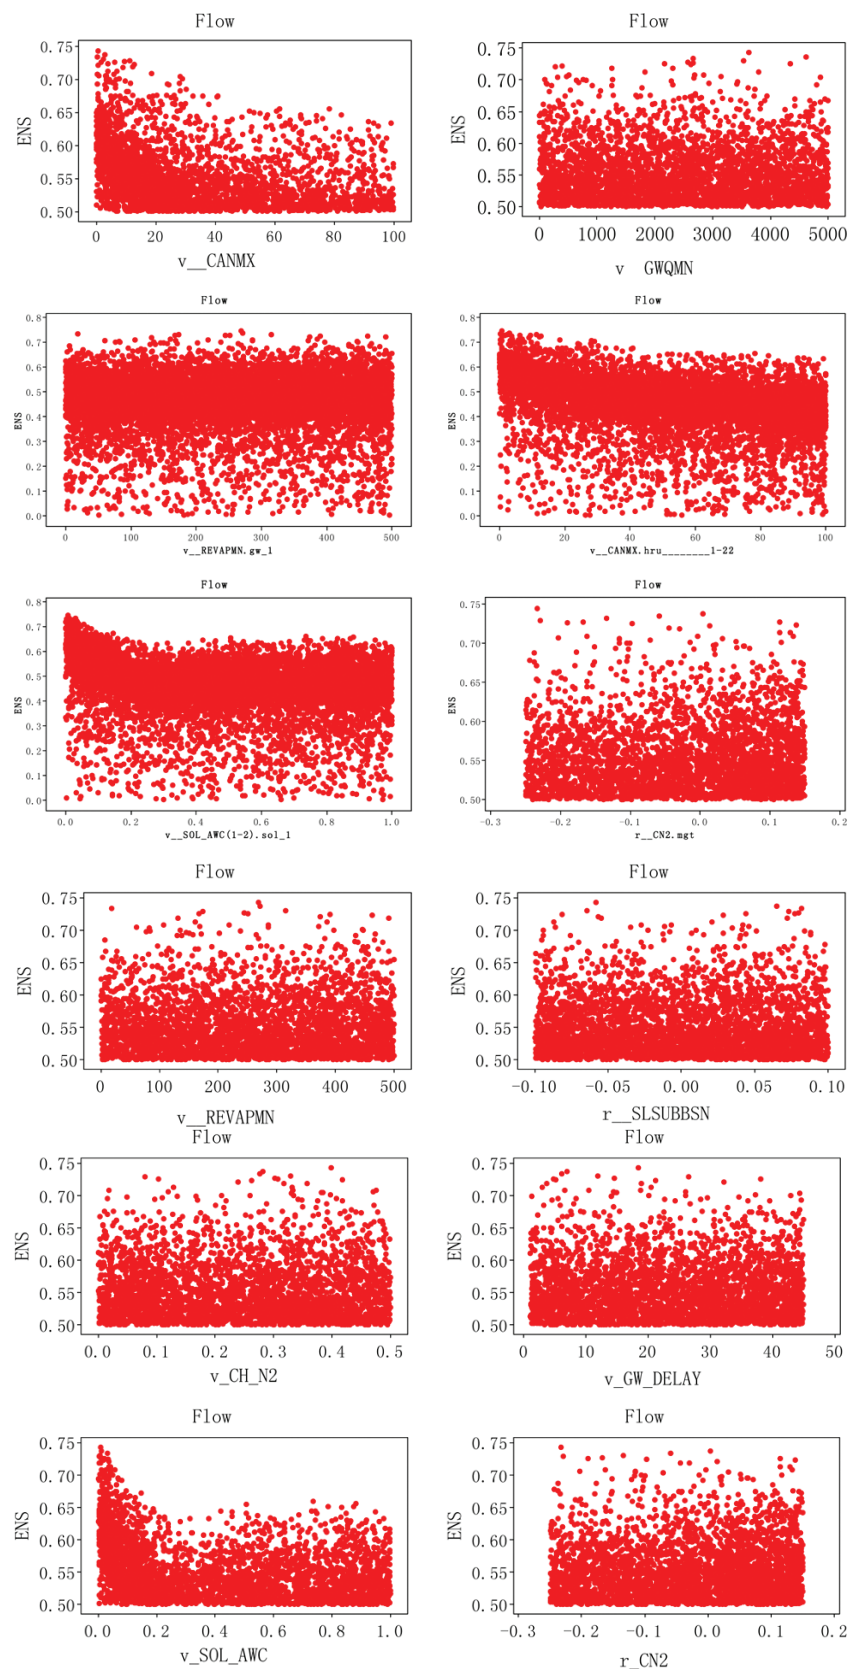 Flow
ENS
0.75
0.70
0.65
0.60
0.55
0.50
0 20 40 60 80 100
v__CANMX
Flow
ENS
0.75
0.70
0.65
0.60
0.55
0.50
0 1000 2000 3000 4000 5000
v GWQMN
Flow
ENS
0.8
0.7
0.6
0.5
0.4
0.3
0.2
0.1
0.0
0 100 200 300 400 500
v__REVAPMN.gw_1
Flow
ENS
0.8
0.7
0.6
0.5
0.4
0.3
0.2
0.1
0.0
0 20 40 60 80 100
v__CANMX.hru________1-22
Flow
ENS
0.8
0.7
0.6
0.5
0.4
0.3
0.2
0.1
0.0
0.0 0.2 0.4 0.6 0.8 1.0
v__SOL_AWC(1-2).sol_1
Flow
ENS
0.75
0.70
0.65
0.60
0.55
0.50
-0.3 -0.2 -0.1 0.0 0.1 0.2
r__CN2.mgt
Flow
ENS
0.75
0.70
0.65
0.60
0.55
0.50
0 100 200 300 400 500
v__REVAPMN
Flow
ENS
0.75
0.70
0.65
0.60
0.55
0.50
-0.10 -0.05 0.00 0.05 0.10
r__SLSUBBSN
Flow
ENS
0.75
0.70
0.65
0.60
0.55
0.50
0.0 0.1 0.2 0.3 0.4 0.5
v_CH_N2
Flow
ENS
0.75
0.70
0.65
0.60
0.55
0.50
0 10 20 30 40 50
v_GW_DELAY
Flow
ENS
0.75
0.70
0.65
0.60
0.55
0.50
0.0 0.2 0.4 0.6 0.8 1.0
v_SOL_AWC
Flow
ENS
0.75
0.70
0.65
0.60
0.55
0.50
-0.3 -0.2 -0.1 0.0 0.1 0.2
r_CN2